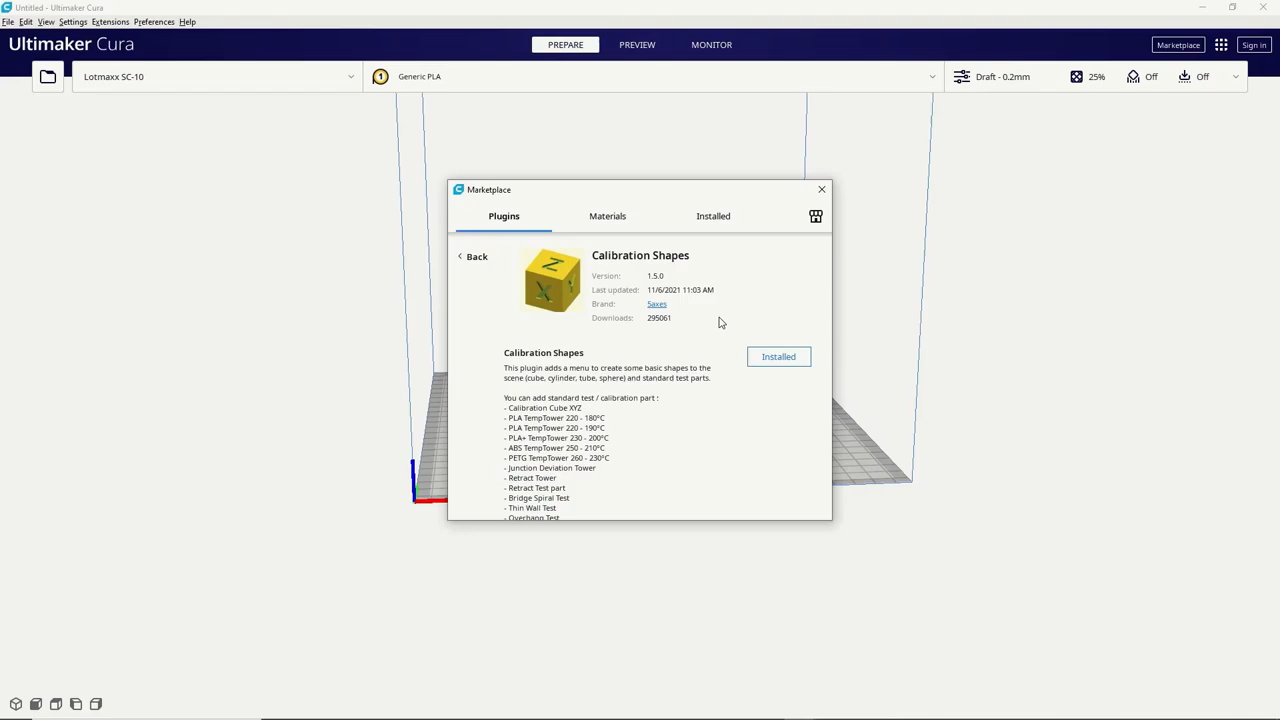 Untitled - Ultimaker Cura
File Edit View Settings Extensions Preferences Help
Ultimaker Cura
PREPARE
PREVIEW
MONITOR
Marketplace
Sign in
Lotmaxx SC-10
1
Generic PLA
Draft - 0.2mm
25%
Off
Off
Marketplace
Plugins
Materials
Installed
Back
Z
X
Y
Calibration Shapes
Version: 1.5.0
Last updated: 11/6/2021 11:03 AM
Brand: 5axes
Downloads: 295061
Calibration Shapes
Installed
This plugin adds a menu to create some basic shapes to the
scene (cube, cylinder, tube, sphere) and standard test parts.
You can add standard test / calibration part :
- Calibration Cube XYZ
- PLA TempTower 220 - 180°C
- PLA TempTower 220 - 190°C
- PLA+ TempTower 230 - 200°C
- ABS TempTower 250 - 210°C
- PETG TempTower 260 - 230°C
- Junction Deviation Tower
- Retract Tower
- Retract Test part
- Bridge Spiral Test
- Thin Wall Test
- Overhang Test